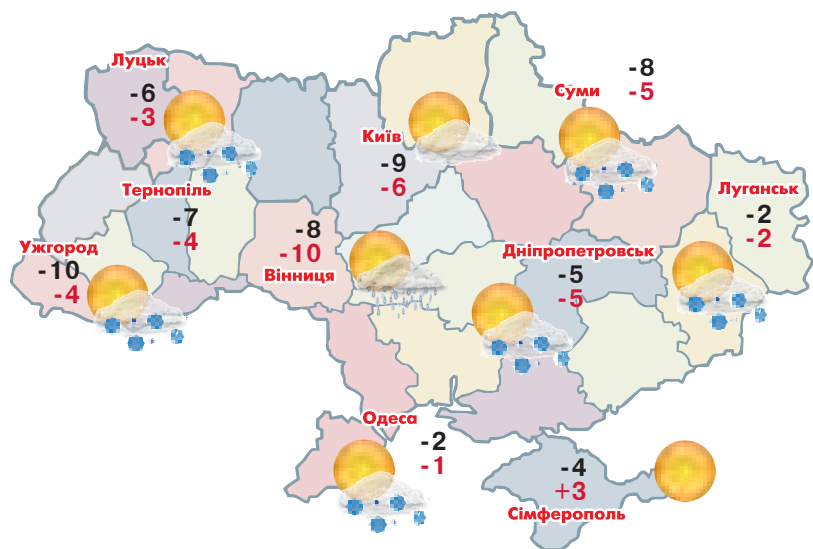 Луцьк
-6
-3
Суми
-8
-5
Київ
-9
-6
Тернопіль
-7
-4
Луганськ
-2
-2
Ужгород
-10
-4
-8
-10
Вінниця
Дніпропетровськ
-5
-5
Одеса
-2
-1
-4
+3
Сімферополь